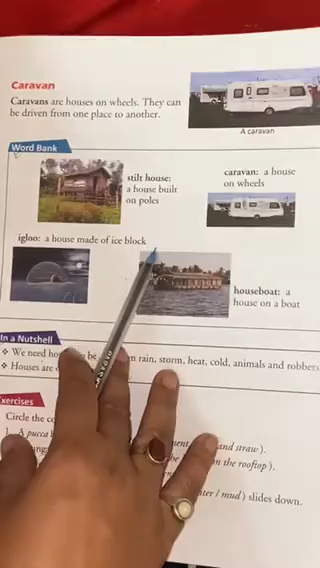 Caravan
Caravans are houses on wheels. They can
be driven from one place to another.
A caravan
Word Bank
stilt house:
a house built
on poles
caravan: a house
on wheels
igloo: a house made of ice block
houseboat: a
house on a boat
In a Nutshell
❖ We need be rain, storm, heat, cold, animals and robbers
❖ Houses are
Exercises
Circle the
1. A pucca and straw).
on the rooftop).
/ mud) slides down.